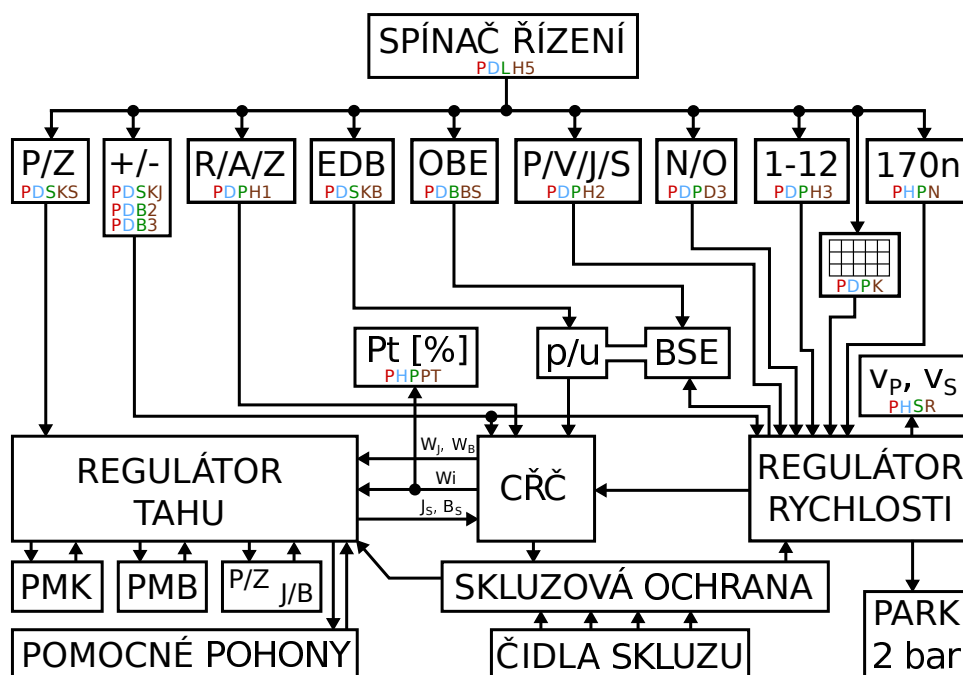 SPÍNAČ ŘÍZENÍ
PDLH5
P/Z
PDSKS
+/-
PDSKJ
PDB2
PDB3
R/A/Z
PDPH1
EDB
PDSKB
OBE
PDBBS
P/V/J/S
PDPH2
N/O
PDPD3
1-12
PDPH3
170n
PHPN
PDPK
Pt [%]
PHPPT
p/u
BSE
vP, vS
PHSR
REGULÁTOR
TAHU
WJ, WB
Wi
JS, BS
CŘČ
REGULÁTOR
RYCHLOSTI
PMK
PMB
P/Z
J/B
SKLUZOVÁ OCHRANA
POMOCNÉ POHONY
ČIDLA SKLUZU
PARK
2 bar